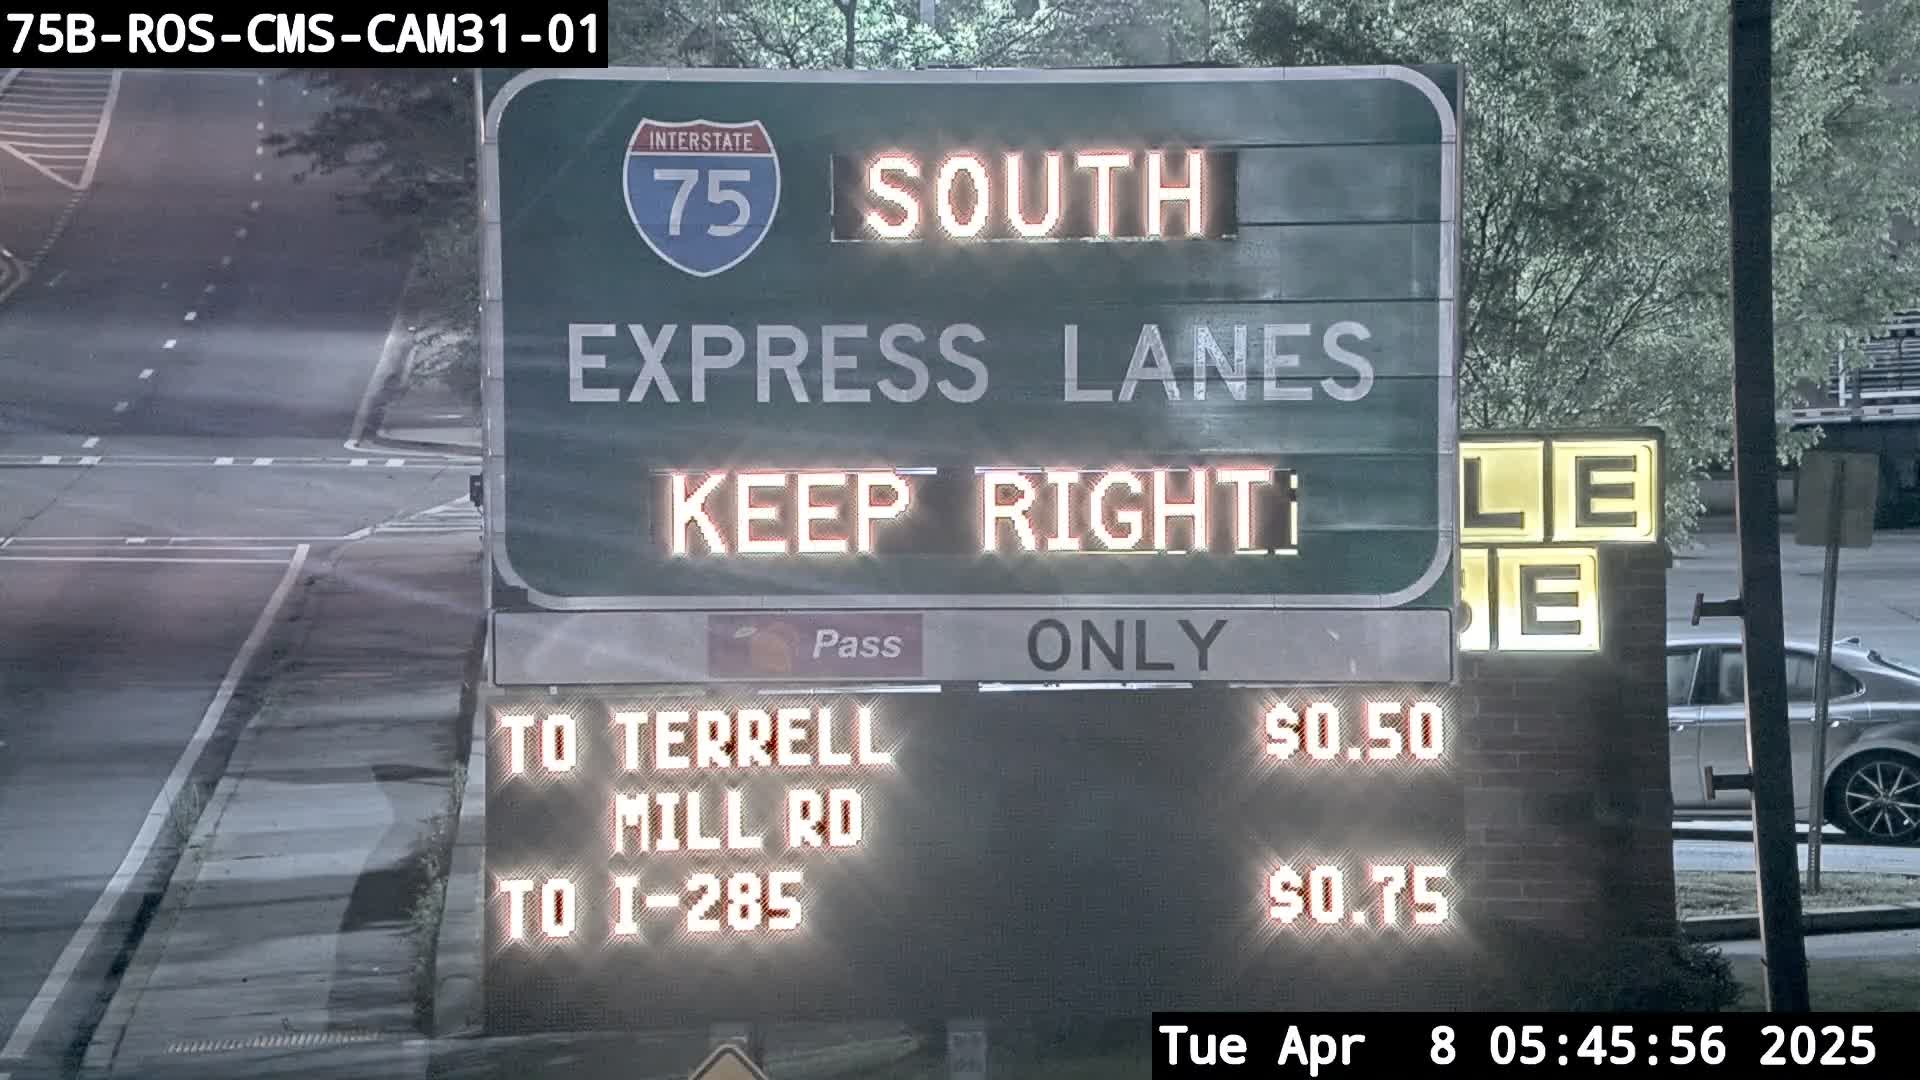 75B-ROS-CMS-CAM31-01
INTERSTATE
75
SOUTH
EXPRESS LANES
KEEP RIGHT
Pass ONLY
TO TERRELL $0.50
MILL RD
TO I-285 $0.75
LE
E
Tue Apr 8 05:45:56 2025